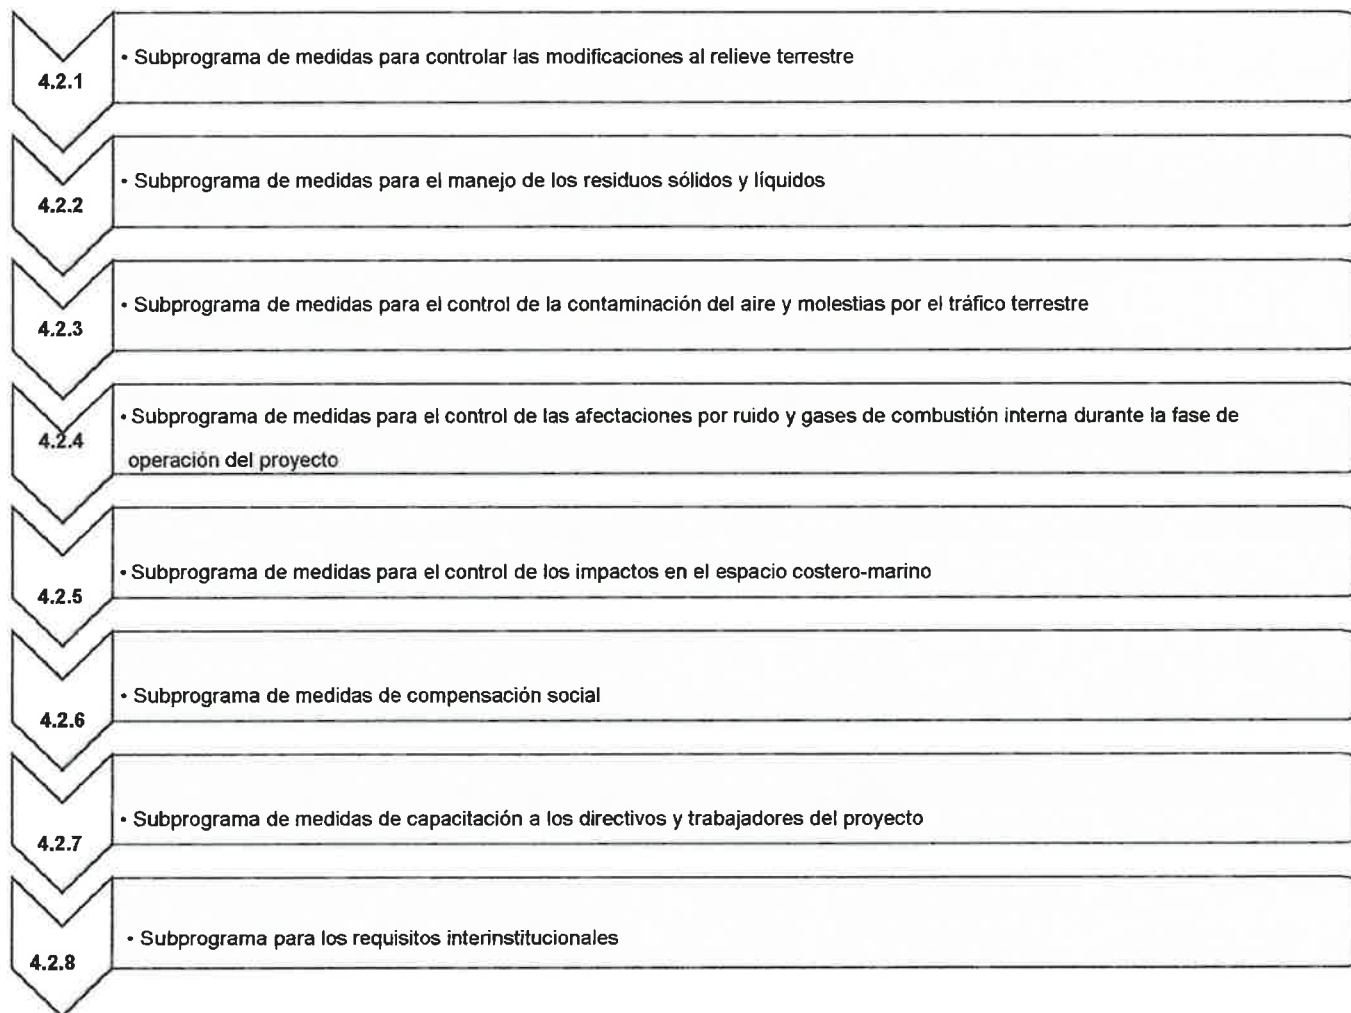 4.2.1
• Subprograma de medidas para controlar las modificaciones al relieve terrestre
4.2.2
• Subprograma de medidas para el manejo de los residuos sólidos y líquidos
4.2.3
• Subprograma de medidas para el control de la contaminación del aire y molestias por el tráfico terrestre
4.2.4
• Subprograma de medidas para el control de las afectaciones por ruido y gases de combustión interna durante la fase de
operación del proyecto
4.2.5
• Subprograma de medidas para el control de los impactos en el espacio costero-marino
4.2.6
• Subprograma de medidas de compensación social
4.2.7
• Subprograma de medidas de capacitación a los directivos y trabajadores del proyecto
4.2.8
• Subprograma para los requisitos interinstitucionales